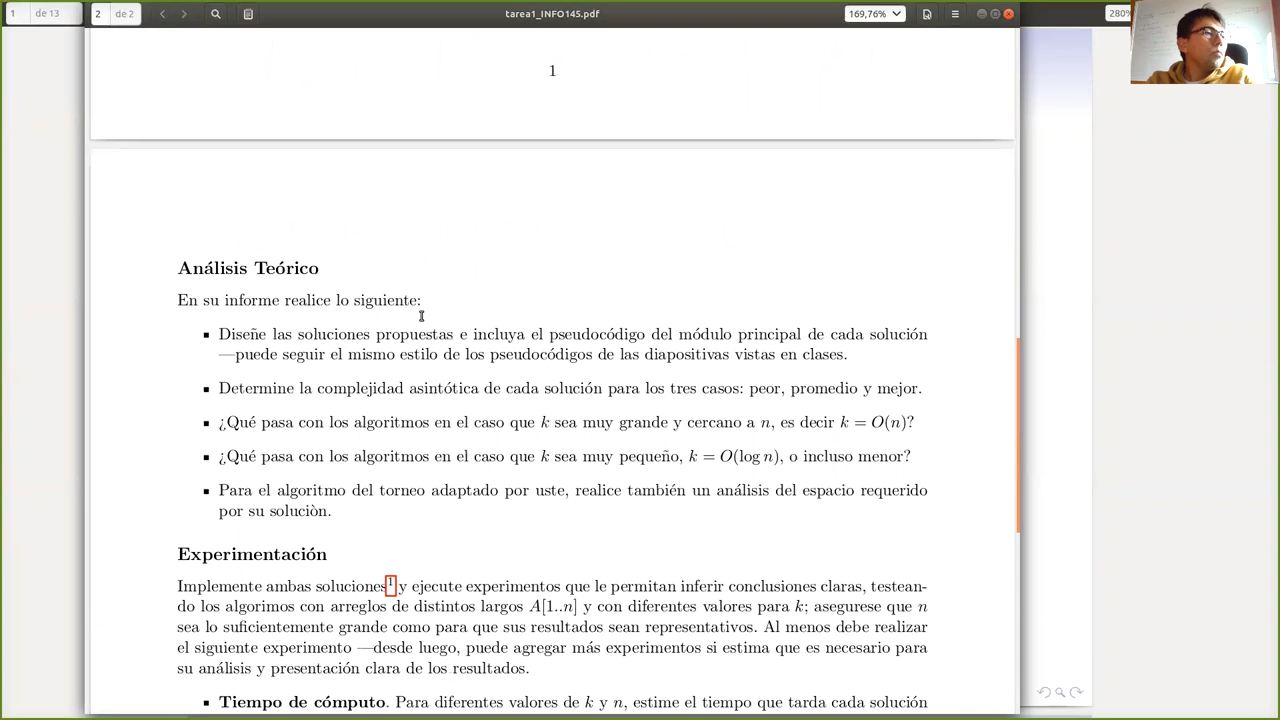 1 de 13
2 de 2
tarea1_INFO145.pdf
169,76%
280%
1
Análisis Teórico
En su informe realice lo siguiente:
▪ Diseñe las soluciones propuestas e incluya el pseudocódigo del módulo principal de cada solución
—puede seguir el mismo estilo de los pseudocódigos de las diapositivas vistas en clases.
▪ Determine la complejidad asintótica de cada solución para los tres casos: peor, promedio y mejor.
▪ ¿Qué pasa con los algoritmos en el caso que k sea muy grande y cercano a n, es decir k = O(n)?
▪ ¿Qué pasa con los algoritmos en el caso que k sea muy pequeño, k = O(log n), o incluso menor?
▪ Para el algoritmo del torneo adaptado por uste, realice también un análisis del espacio requerido
por su soluciòn.
Experimentación
Implemente ambas soluciones¹ y ejecute experimentos que le permitan inferir conclusiones claras, testean-
do los algorimos con arreglos de distintos largos A[1..n] y con diferentes valores para k; asegurese que n
sea lo suficientemente grande como para que sus resultados sean representativos. Al menos debe realizar
el siguiente experimento —desde luego, puede agregar más experimentos si estima que es necesario para
su análisis y presentación clara de los resultados.
▪ Tiempo de cómputo. Para diferentes valores de k y n, estime el tiempo que tarda cada solución